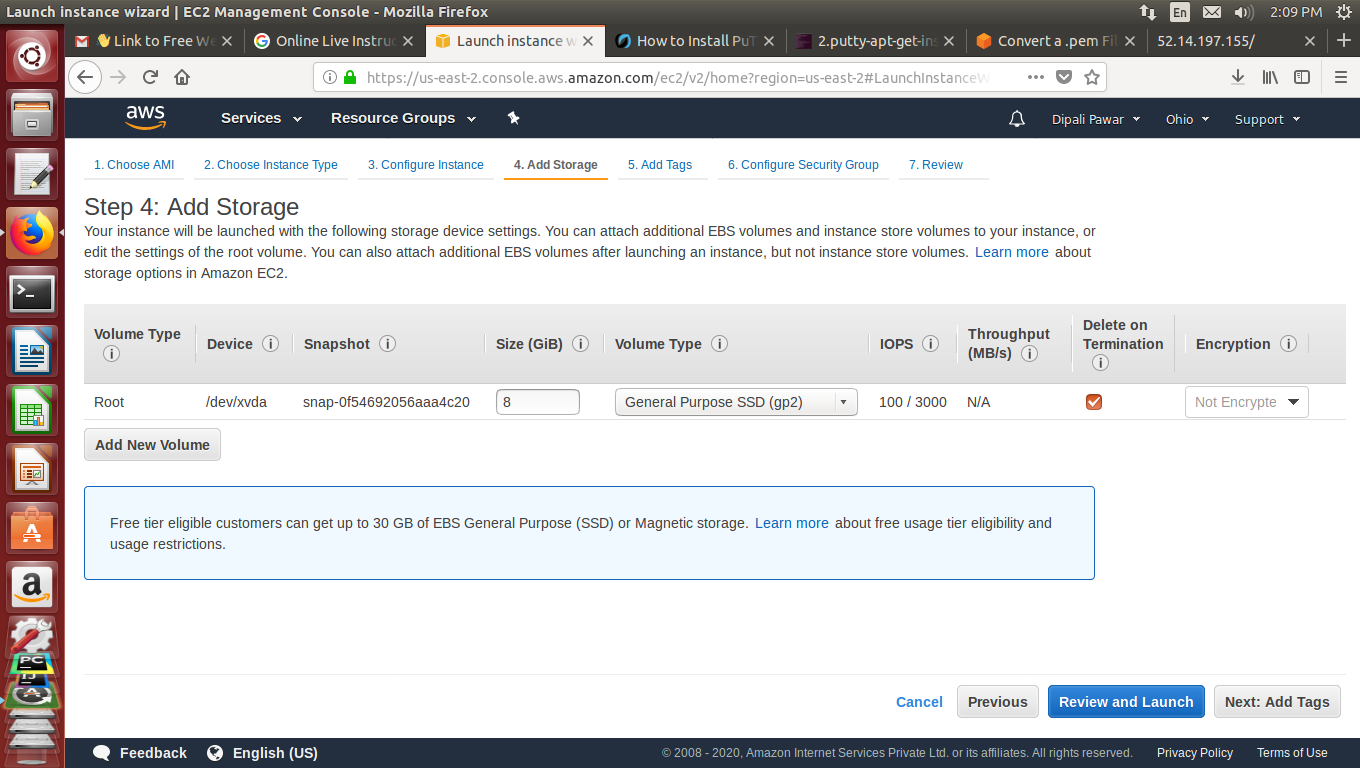 Launch instance wizard | EC2 Management Console - Mozilla Firefox
En
2:09 PM
Link to Free We
Online Live Instruc
Launch instance w
How to Install PuT
2.putty-apt-get-ins
Convert a .pem Fil
52.14.197.155/
https://us-east-2.console.aws.amazon.com/ec2/v2/home?region=us-east-2#LaunchInstanceW
aws
Services
Resource Groups
Dipali Pawar
Ohio
Support
1. Choose AMI
2. Choose Instance Type
3. Configure Instance
4. Add Storage
5. Add Tags
6. Configure Security Group
7. Review
Step 4: Add Storage
Your instance will be launched with the following storage device settings. You can attach additional EBS volumes and instance store volumes to your instance, or
edit the settings of the root volume. You can also attach additional EBS volumes after launching an instance, but not instance store volumes. Learn more about
storage options in Amazon EC2.
Volume Type
Device
Snapshot
Size (GiB)
Volume Type
IOPS
Throughput
(MB/s)
Delete on
Termination
Encryption
Root
/dev/xvda
snap-0f54692056aaa4c20
8
General Purpose SSD (gp2)
100 / 3000
N/A
Not Encrypte
Add New Volume
Free tier eligible customers can get up to 30 GB of EBS General Purpose (SSD) or Magnetic storage. Learn more about free usage tier eligibility and
usage restrictions.
Cancel
Previous
Review and Launch
Next: Add Tags
PC
IJ
Feedback
English (US)
© 2008 - 2020, Amazon Internet Services Private Ltd. or its affiliates. All rights reserved.
Privacy Policy
Terms of Use